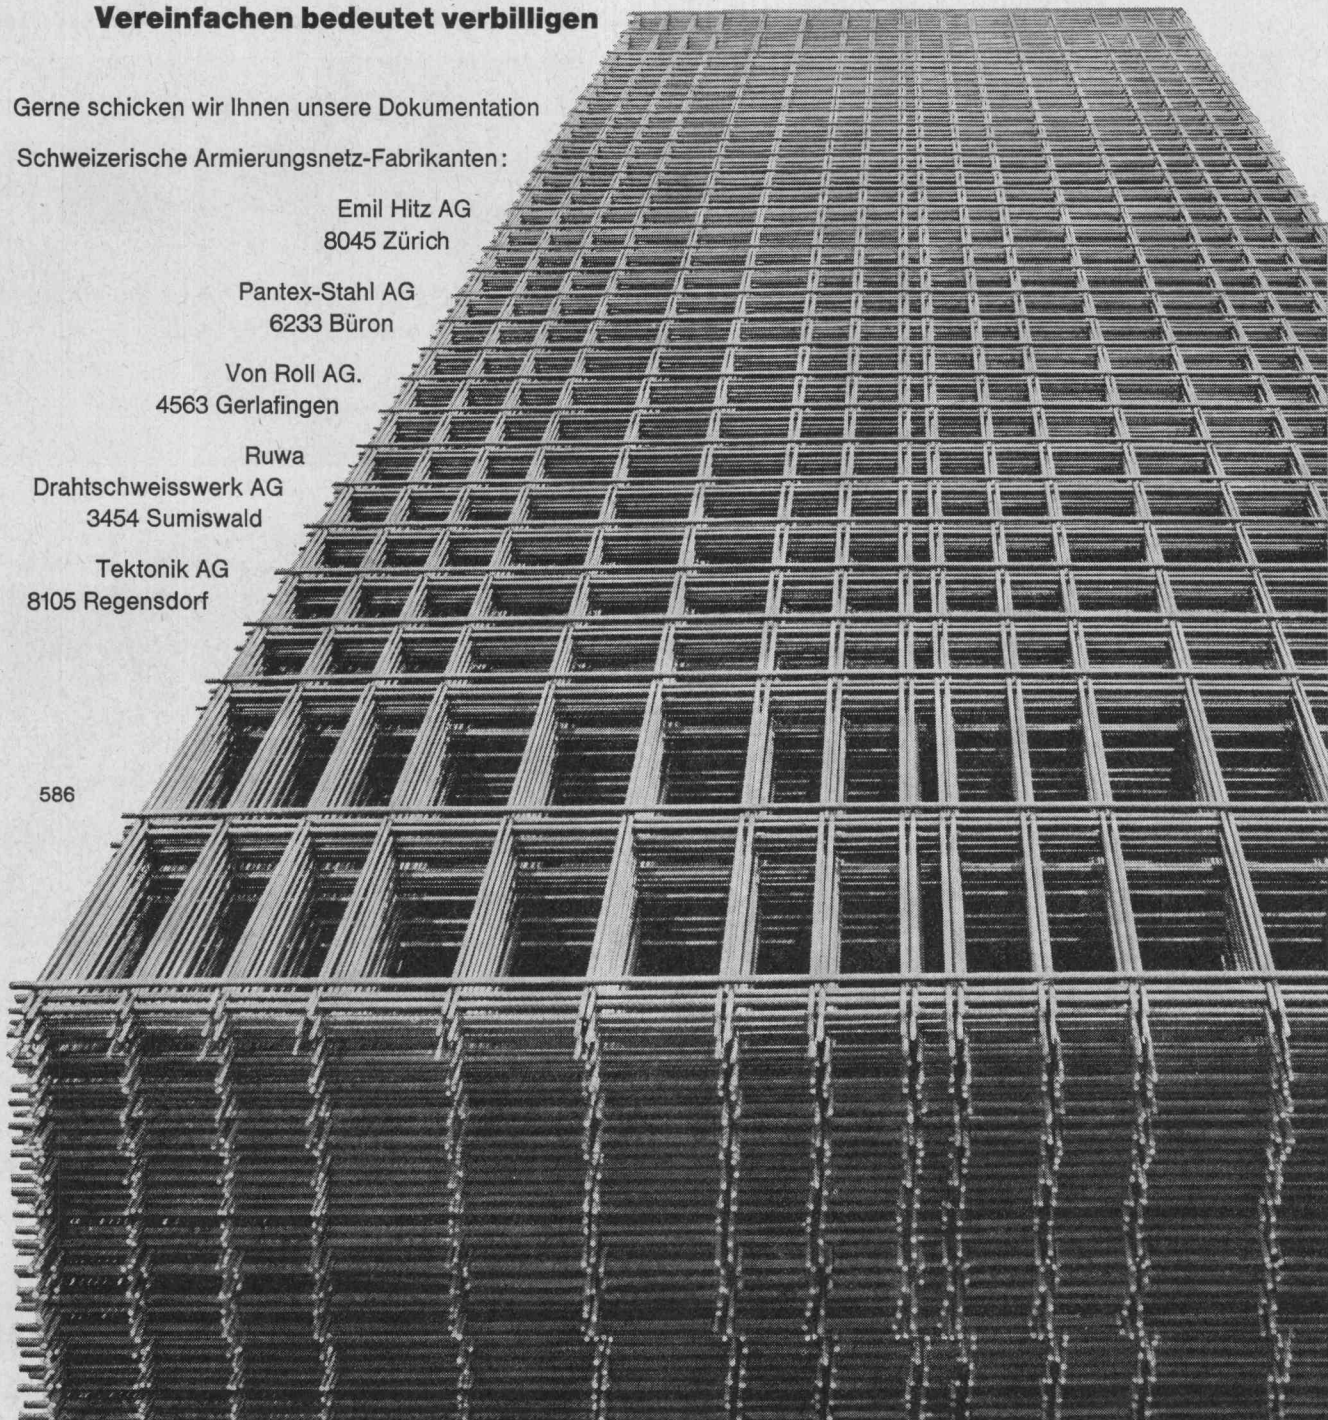 Vereinfachen bedeutet verbilligen
Gerne schicken wir Ihnen unsere Dokumentation
Schweizerische Armierungsnetz-Fabrikanten:
Emil Hitz AG
8045 Zürich
Pantex-Stahl AG
6233 Büron
Von Roll AG.
4563 Gerlafingen
Ruwa
Drahtschweisswerk AG
3454 Sumiswald
Tektonik AG
8105 Regensdorf
586